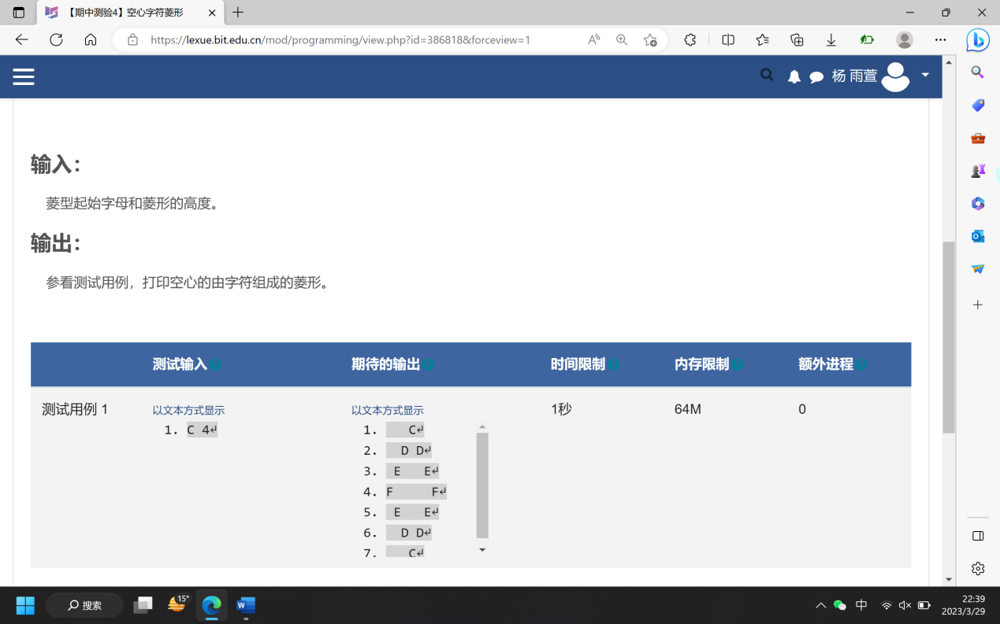 【期中测验4】空心字符菱形
https://lexue.bit.edu.cn/mod/programming/view.php?id=386818&forceview=1
杨 雨萱
输入：
菱型起始字母和菱形的高度。
输出：
参看测试用例，打印空心的由字符组成的菱形。
测试输入 期待的输出 时间限制 内存限制 额外进程
测试用例 1 以文本方式显示 以文本方式显示 1秒 64M 0
1. C 4↵ 1.    C↵
2.   D D↵
3.  E   E↵
4. F     F↵
5.  E   E↵
6.   D D↵
7.    C↵
搜索
15°
中
22:39
2023/3/29